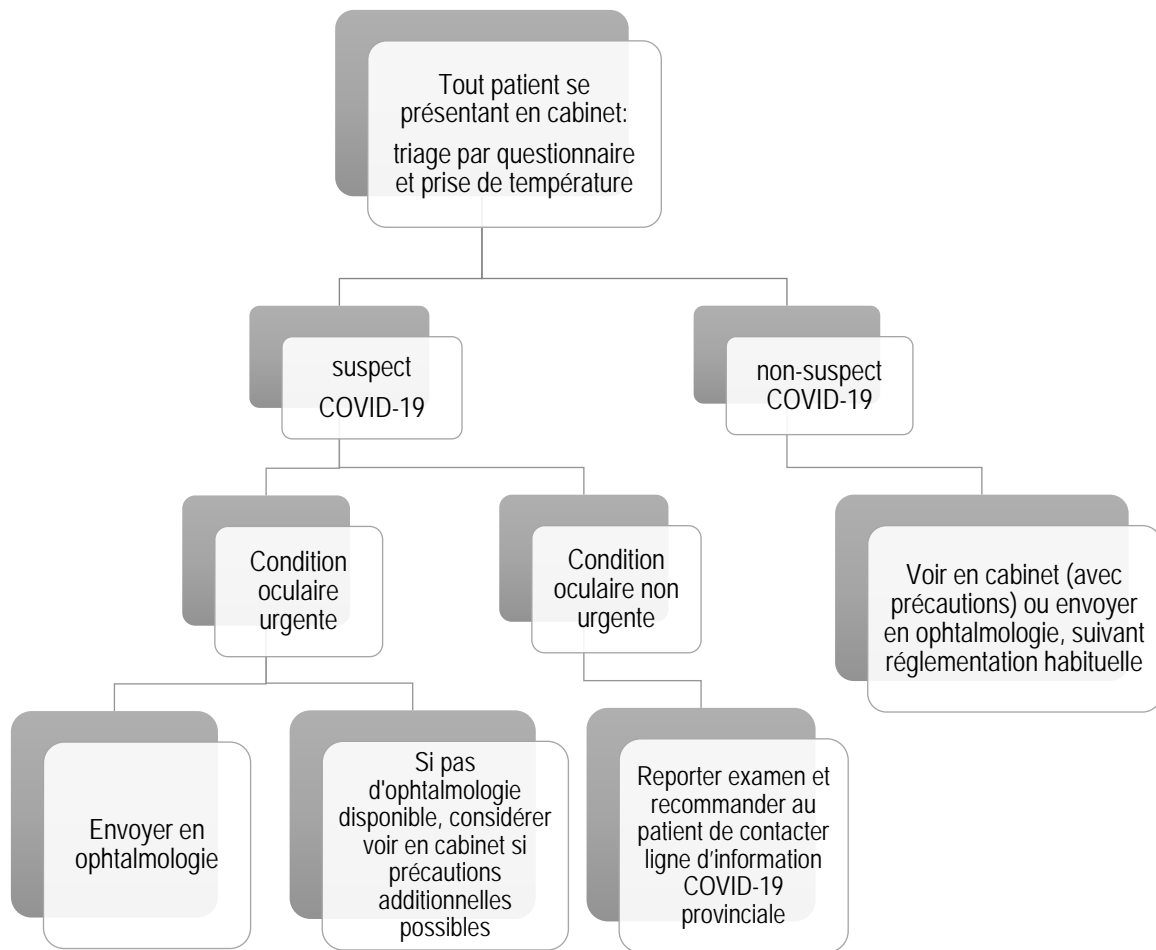 Tout patient se
présentant en cabinet:
triage par questionnaire
et prise de température
suspect
COVID-19
non-suspect
COVID-19
Condition
oculaire
urgente
Condition
oculaire non
urgente
Voir en cabinet (avec
précautions) ou envoyer
en ophtalmologie, suivant
réglementation habituelle
Envoyer en
ophtalmologie
Si pas
d'ophtalmologie
disponible, considérer
voir en cabinet si
précautions
additionnelles
possibles
Reporter examen et
recommander au
patient de contacter
ligne d’information
COVID-19
provinciale